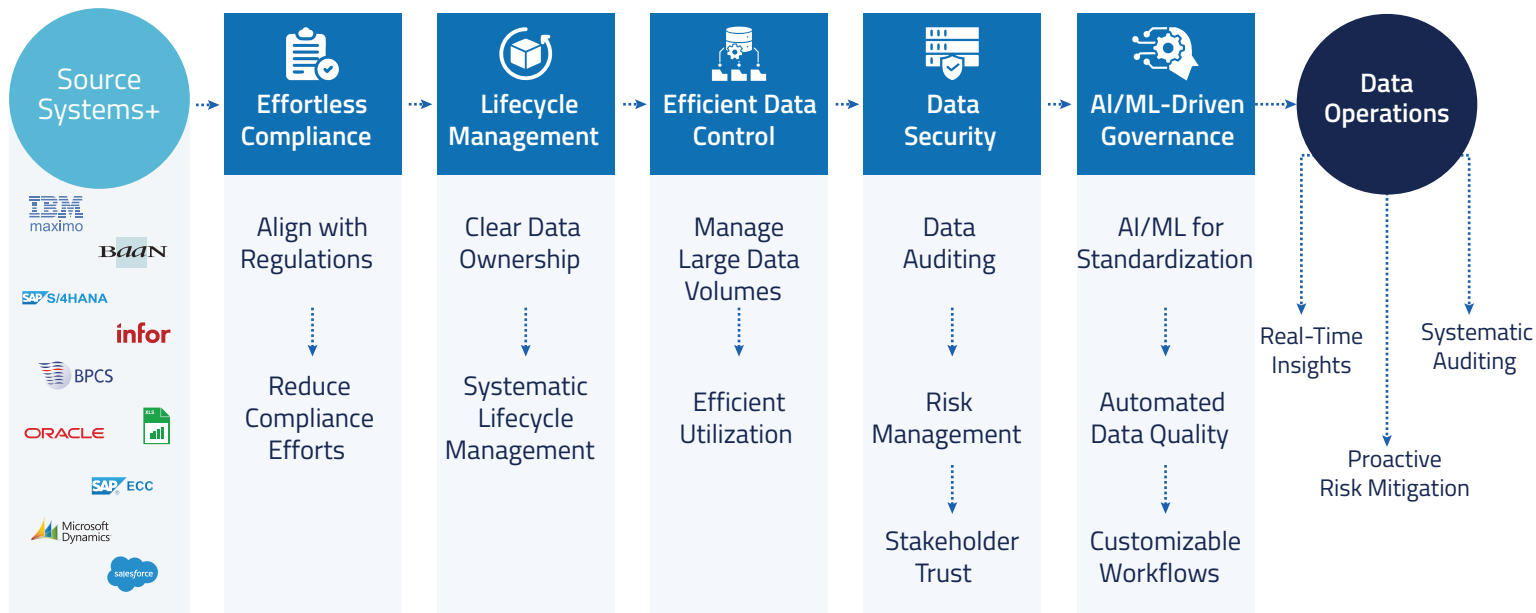 Source
Systems+
IBM
maximo
BaaN
SAP S/4HANA
infor
BPCS
ORACLE
XLS
SAP ECC
Microsoft
Dynamics
salesforce
Effortless
Compliance
Align with
Regulations
Reduce
Compliance
Efforts
Lifecycle
Management
Clear Data
Ownership
Systematic
Lifecycle
Management
Efficient Data
Control
Manage
Large Data
Volumes
Efficient
Utilization
Data
Security
Data
Auditing
Risk
Management
Stakeholder
Trust
AI/ML-Driven
Governance
AI/ML for
Standardization
Automated
Data Quality
Customizable
Workflows
Data
Operations
Real-Time
Insights
Proactive
Risk Mitigation
Systematic
Auditing